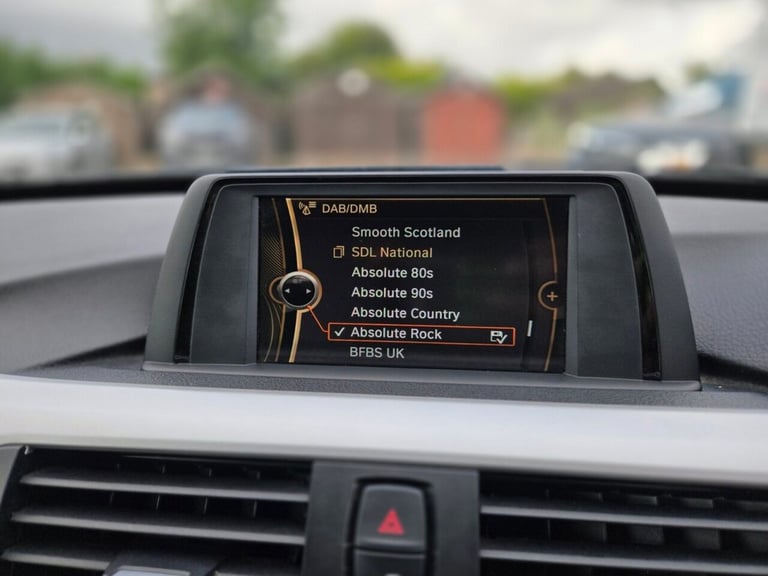 DAB/DMB
Smooth Scotland
SDL National
Absolute 80s
Absolute 90s
Absolute Country
Absolute Rock
BFBS UK